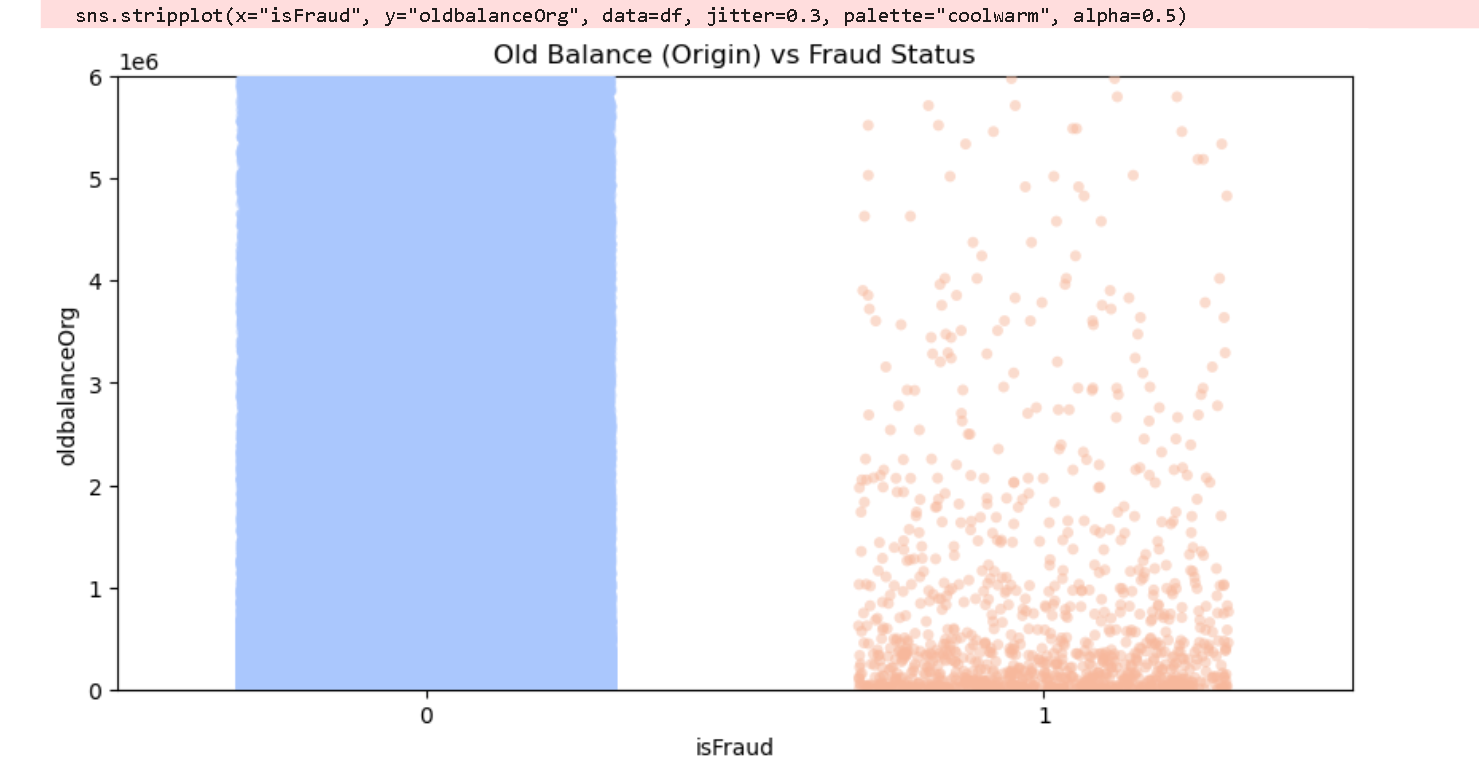 sns.stripplot(x="isFraud", y="oldbalanceOrg", data=df, jitter=0.3, palette="coolwarm", alpha=0.5)
Old Balance (Origin) vs Fraud Status
1e6
6
5
4
3
2
1
0
oldbalanceOrg
0 1
isFraud